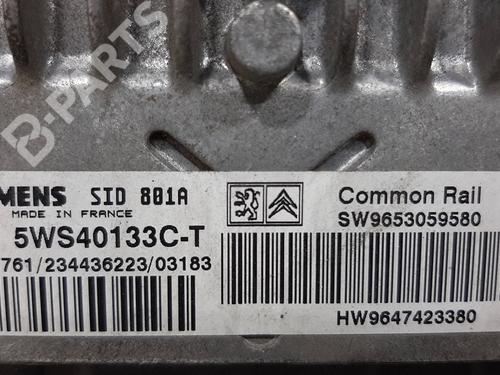 B-PARTS
MENS SID 801A
MADE IN FRANCE
5WS40133C-T
761/234436223/03183
Common Rail
SW9653059580
HW9647423380